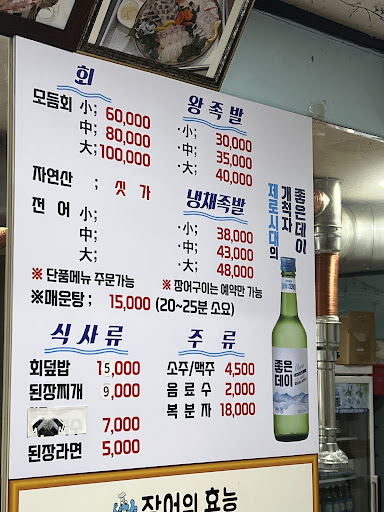 회
모듬회 小; 60,000
中; 80,000
大; 100,000
자연산 ; 싯 가
전 어 小;
中;
大;
※ 단품메뉴 주문가능
※매운탕 ; 15,000 (20~25분 소요)
왕 족 발
·小; 30,000
·中; 35,000
·大; 40,000
냉채족발
·小; 38,000
·中; 43,000
·大; 48,000
※ 장어구이는 예약만 가능
식 사 류
회덮밥 15,000
된장찌개 9,000
7,000
된장라면 5,000
주 류
소주/맥주 4,500
음 료 수 2,000
복 분 자 18,000
제로시대의
개척자
좋은데이
좋은
데이
장어의 효능